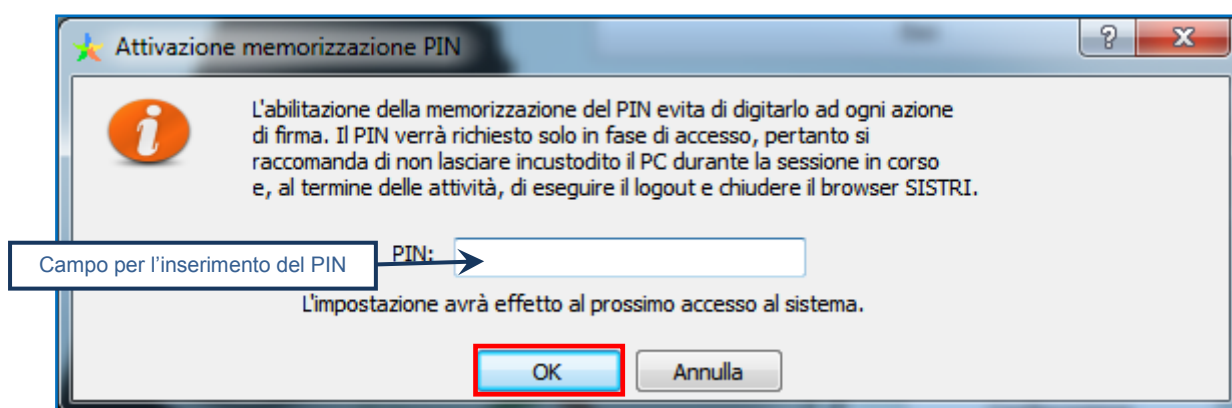 Attivazione memorizzazione PIN
L'abilitazione della memorizzazione del PIN evita di digitarlo ad ogni azione
di firma. Il PIN verrà richiesto solo in fase di accesso, pertanto si
raccomanda di non lasciare incustodito il PC durante la sessione in corso
e, al termine delle attività, di eseguire il logout e chiudere il browser SISTRI.
Campo per l’inserimento del PIN
PIN:
L'impostazione avrà effetto al prossimo accesso al sistema.
OK Annulla